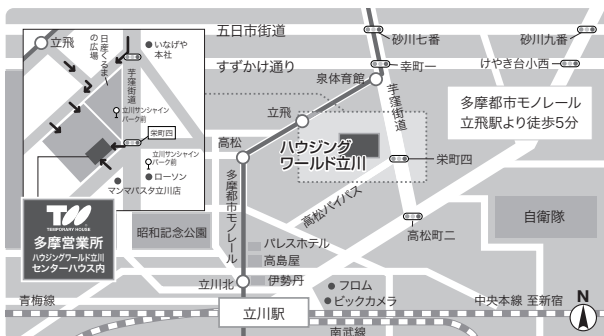 五日市街道
砂川七番
砂川九番
すずかけ通り
幸町一
けやき台小西
泉体育館
芋窪街道
立飛
多摩都市モノレール
立飛駅より徒歩5分
ハウジング
ワールド立川
栄町四
高松
多摩都市モノレール
高松バイパス
高松町二
自衛隊
昭和記念公園
パレスホテル
高島屋
伊勢丹
立川北
フロム
ビックカメラ
青梅線
立川駅
中央本線 至新宿
南武線
N
立飛
日産くるま
の広場
いなげや
本社
芋窪街道
立川サンシャイン
パーク前
栄町四
立川サンシャイン
パーク前
ローソン
マンマパスタ立川店
TEMPORARY HOUSE
多摩営業所
ハウジングワールド立川
センターハウス内